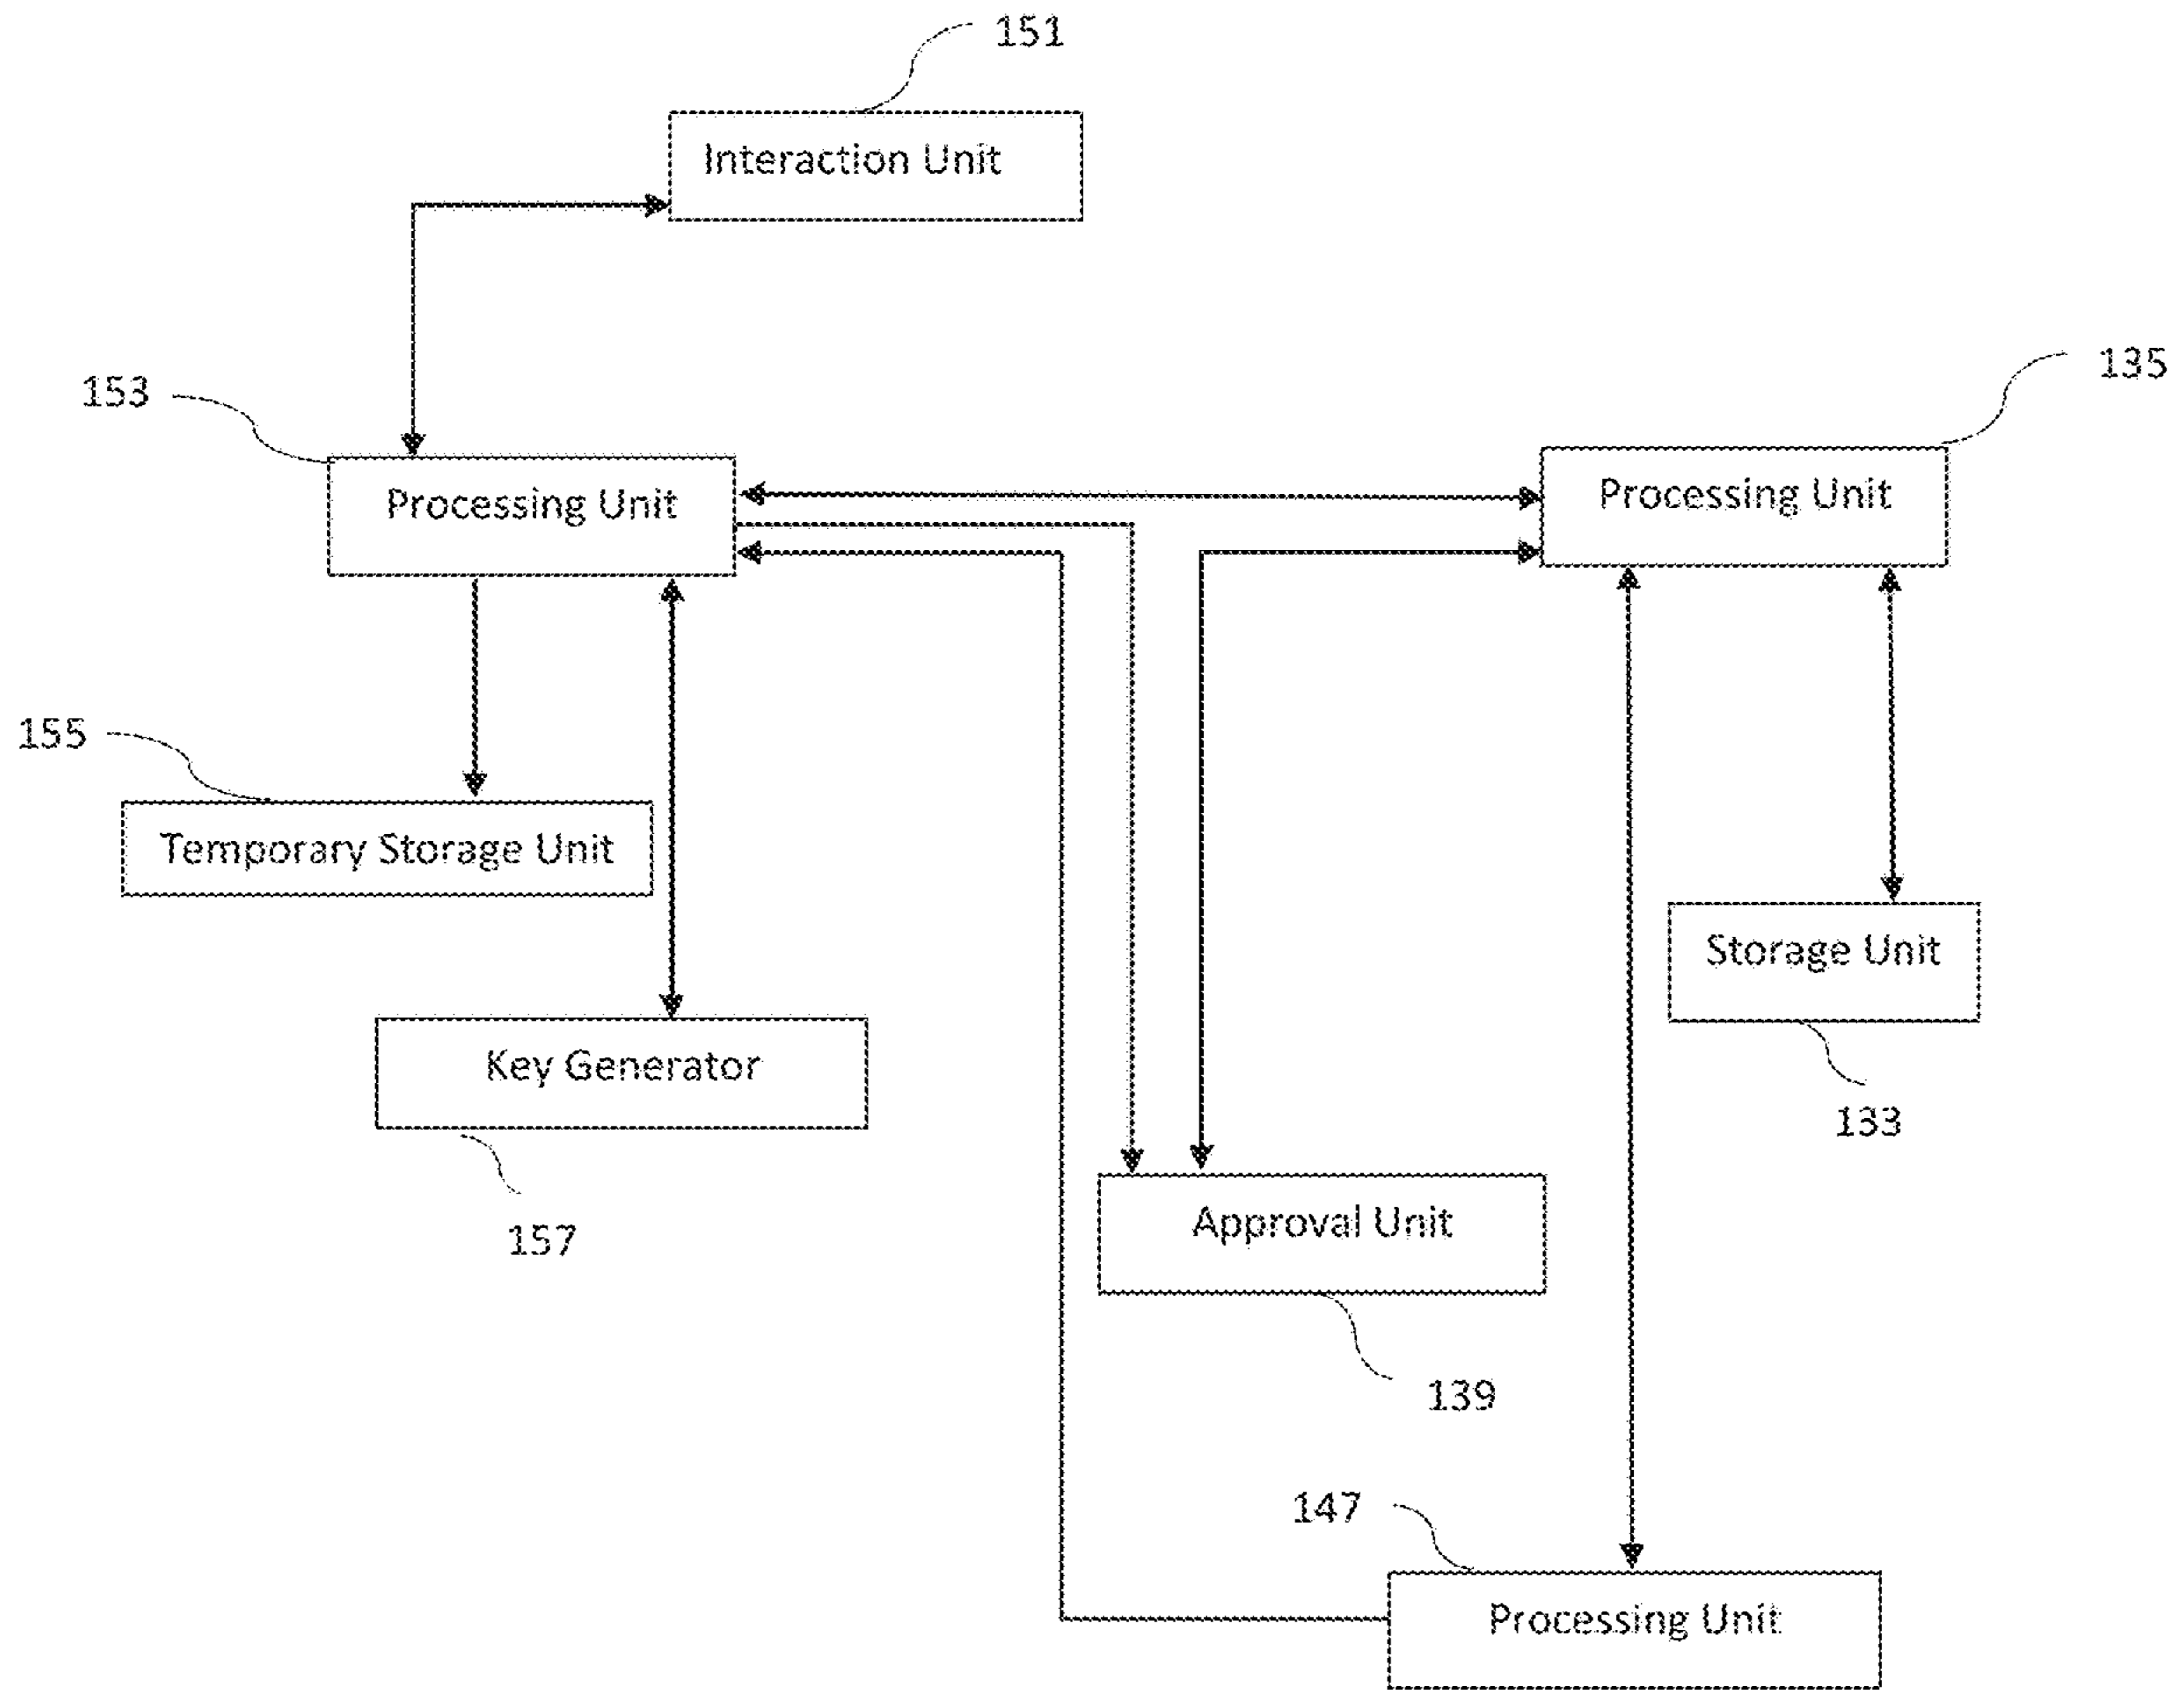 151
Interaction Unit
135
153
Processing Unit
Processing Unit
155
Temporary Storage Unit
Storage Unit
Key Generator
133
Approval Unit
157
139
147
Processing Unit